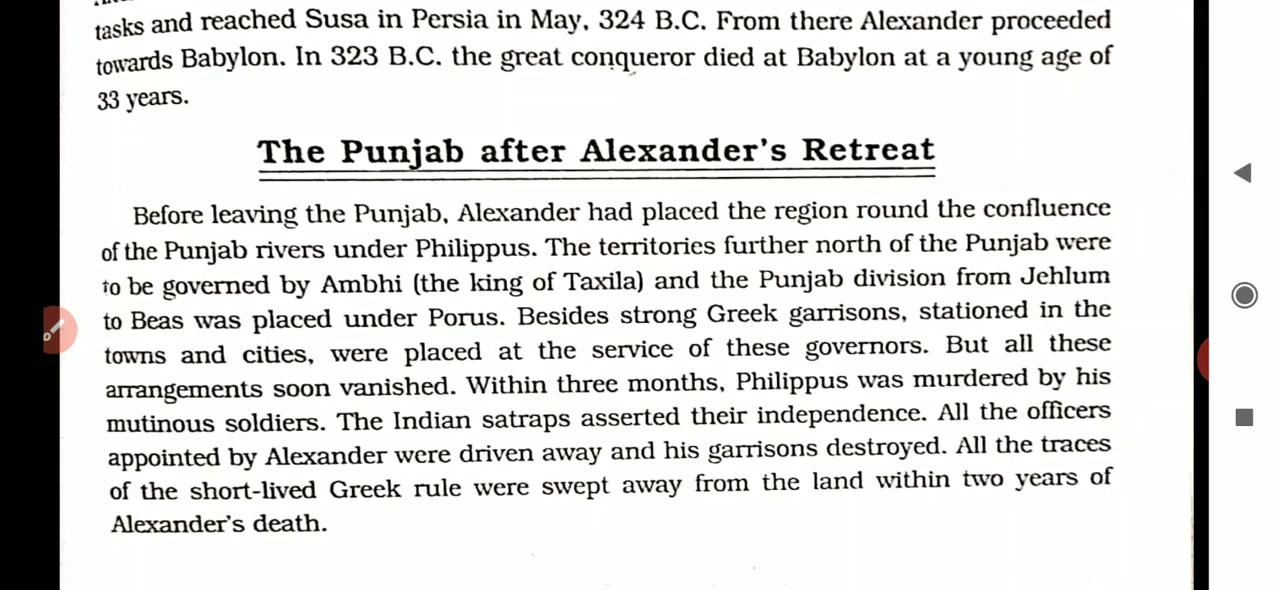 tasks and reached Susa in Persia in May, 324 B.C. From there Alexander proceeded
towards Babylon. In 323 B.C. the great conqueror died at Babylon at a young age of
33 years.
The Punjab after Alexander's Retreat
Before leaving the Punjab, Alexander had placed the region round the confluence
of the Punjab rivers under Philippus. The territories further north of the Punjab were
to be governed by Ambhi (the king of Taxila) and the Punjab division from Jehlum
to Beas was placed under Porus. Besides strong Greek garrisons, stationed in the
towns and cities, were placed at the service of these governors. But all these
arrangements soon vanished. Within three months, Philippus was murdered by his
mutinous soldiers. The Indian satraps asserted their independence. All the officers
appointed by Alexander were driven away and his garrisons destroyed. All the traces
of the short-lived Greek rule were swept away from the land within two years of
Alexander's death.